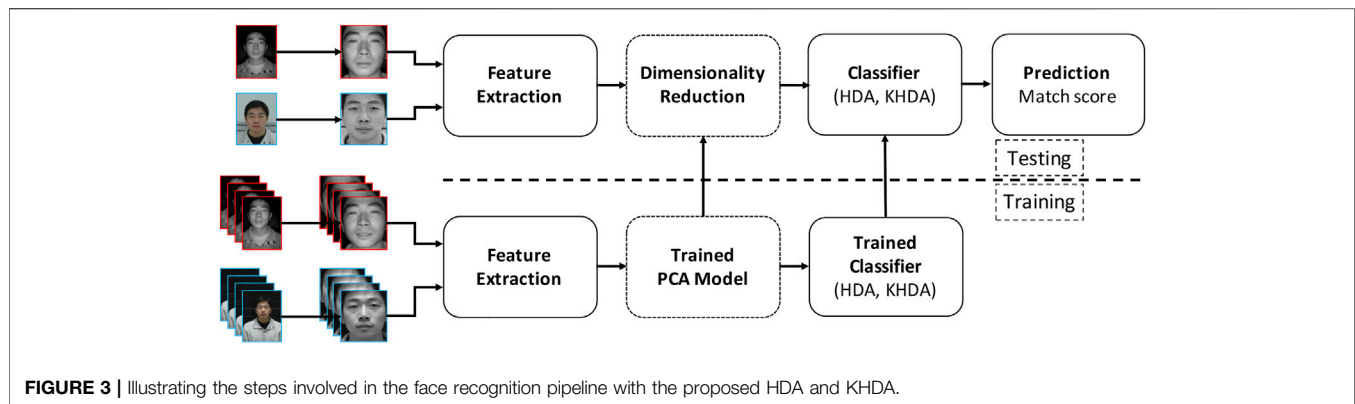 Feature
Extraction
Dimensionality
Reduction
Classifier
(HDA, KHDA)
Prediction
Match score
Testing
Training
Feature
Extraction
Trained
PCA Model
Trained
Classifier
(HDA, KHDA)
FIGURE 3 | Illustrating the steps involved in the face recognition pipeline with the proposed HDA and KHDA.